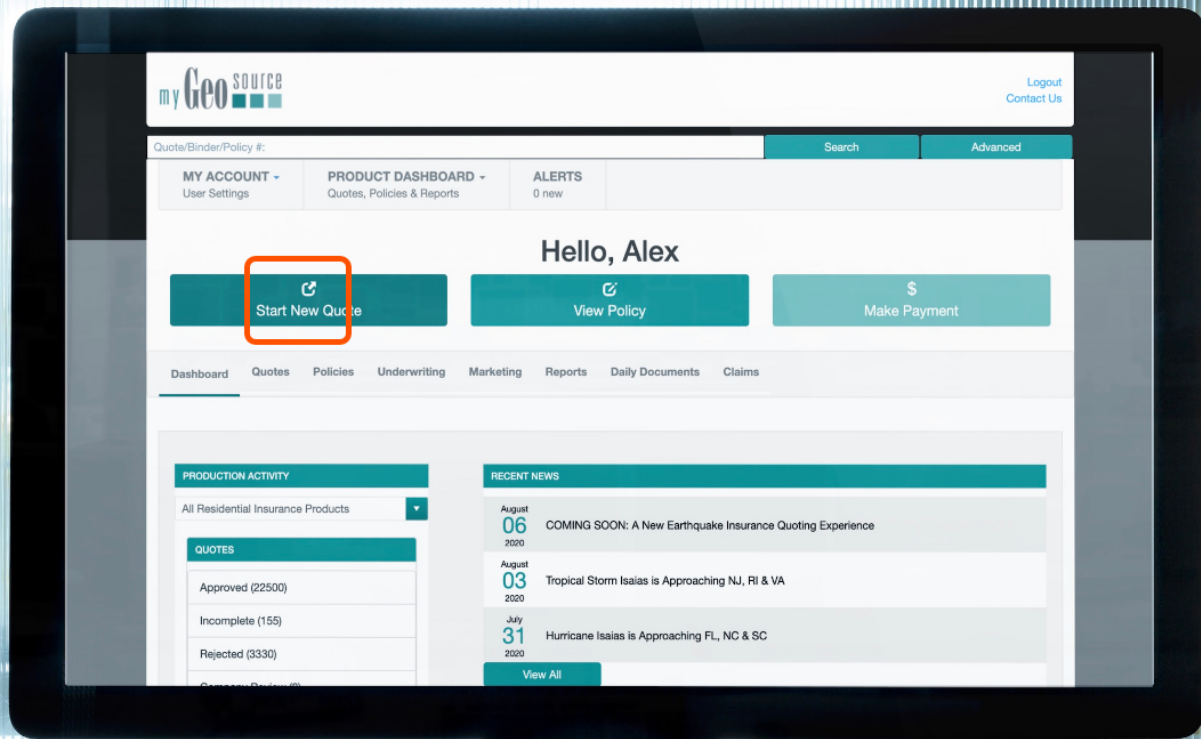 my Geo source
Logout
Contact Us
Quote/Binder/Policy #:
Search
Advanced
MY ACCOUNT
User Settings
PRODUCT DASHBOARD
Quotes, Policies & Reports
ALERTS
0 new
Hello, Alex
Start New Quote
View Policy
$
Make Payment
Dashboard
Quotes
Policies
Underwriting
Marketing
Reports
Daily Documents
Claims
PRODUCTION ACTIVITY
All Residential Insurance Products
QUOTES
Approved (22500)
Incomplete (155)
Rejected (3330)
Company Review (0)
RECENT NEWS
August
06
2020
COMING SOON: A New Earthquake Insurance Quoting Experience
August
03
2020
Tropical Storm Isaias is Approaching NJ, RI & VA
July
31
2020
Hurricane Isaias is Approaching FL, NC & SC
View All